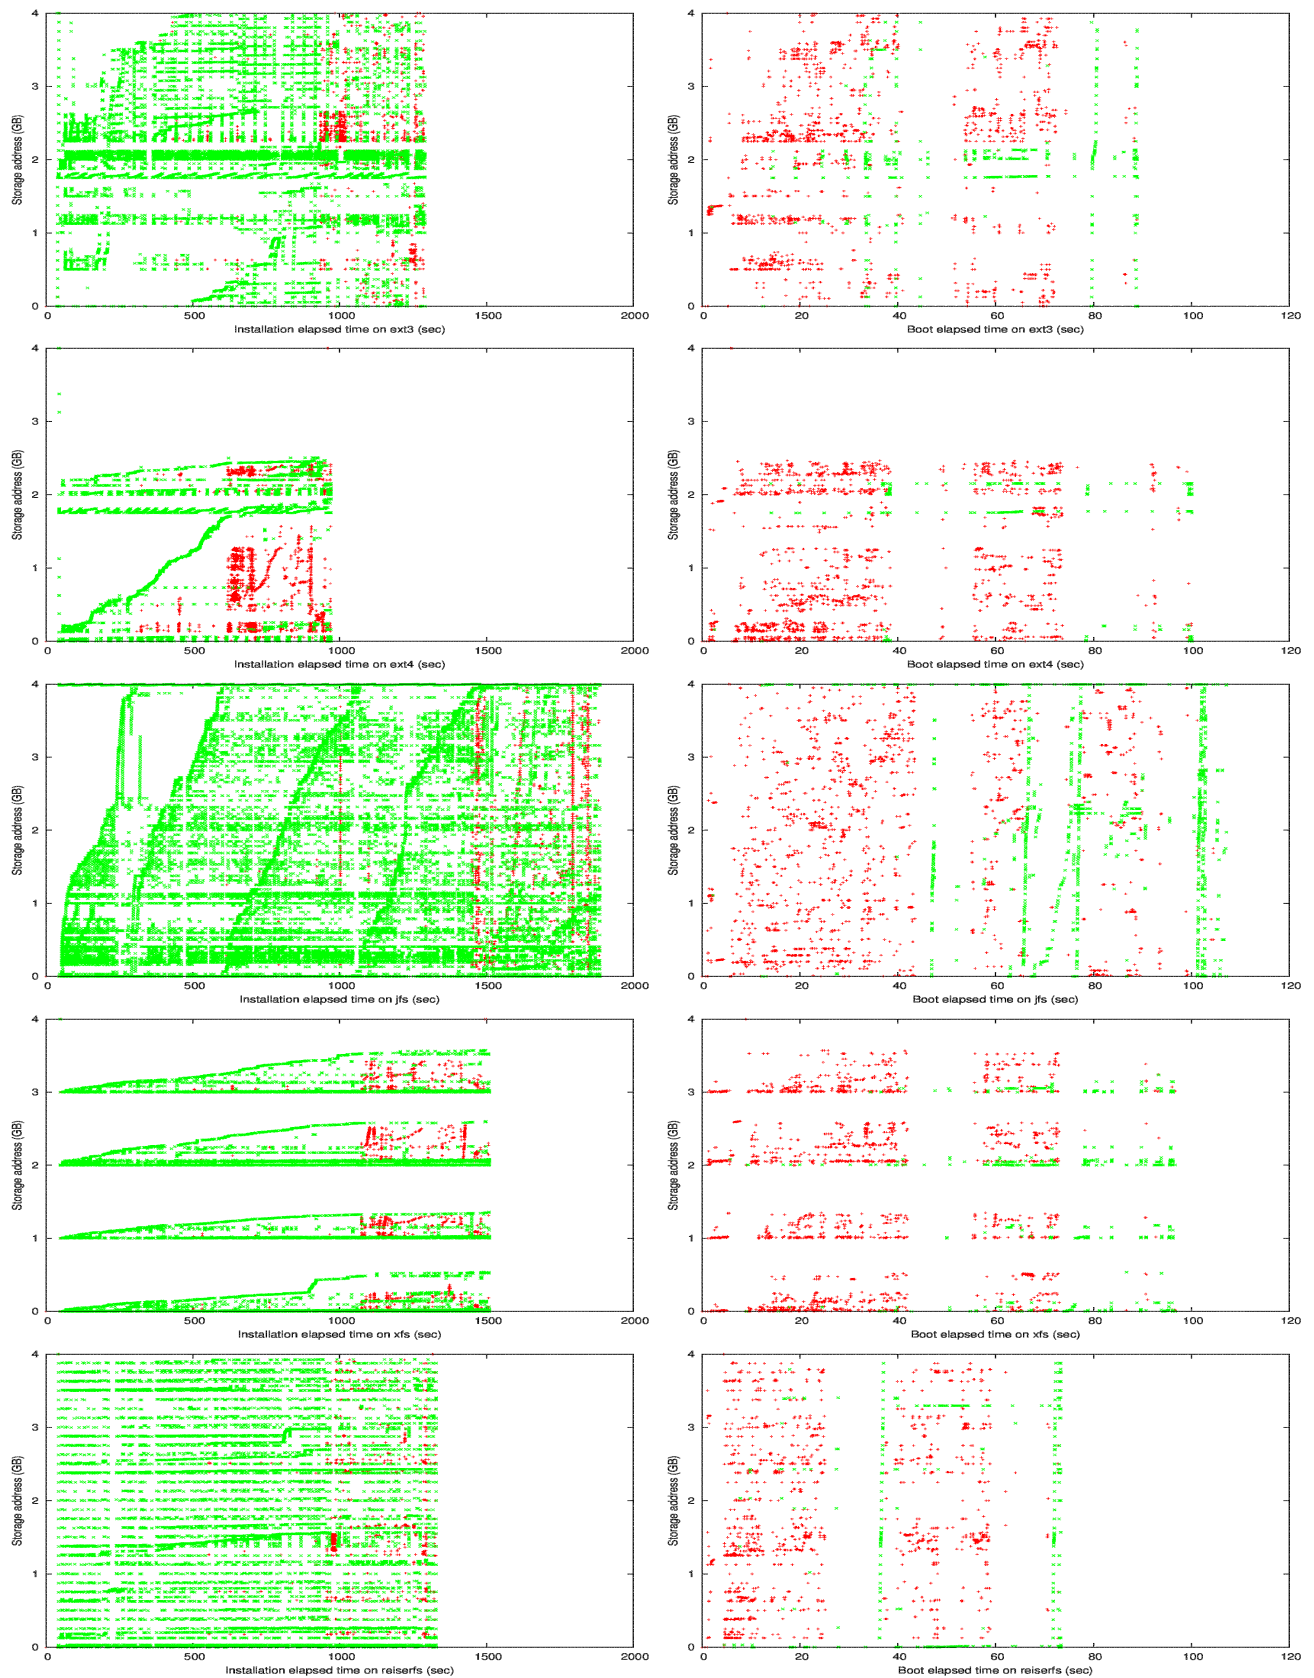 4
3
2
1
0
Storage address (GB)
0 500 1000 1500 2000
Installation elapsed time on ext3 (sec)
4
3
2
1
0
Storage address (GB)
0 20 40 60 80 100 120
Boot elapsed time on ext3 (sec)
4
3
2
1
0
Storage address (GB)
0 500 1000 1500 2000
Installation elapsed time on ext4 (sec)
4
3
2
1
0
Storage address (GB)
0 20 40 60 80 100 120
Boot elapsed time on ext4 (sec)
4
3
2
1
0
Storage address (GB)
0 500 1000 1500 2000
Installation elapsed time on jfs (sec)
4
3
2
1
0
Storage address (GB)
0 20 40 60 80 100 120
Boot elapsed time on jfs (sec)
4
3
2
1
0
Storage address (GB)
0 500 1000 1500 2000
Installation elapsed time on xfs (sec)
4
3
2
1
0
Storage address (GB)
0 20 40 60 80 100 120
Boot elapsed time on xfs (sec)
4
3
2
1
0
Storage address (GB)
0 500 1000 1500 2000
Installation elapsed time on reiserfs (sec)
4
3
2
1
0
Storage address (GB)
0 20 40 60 80 100 120
Boot elapsed time on reiserfs (sec)